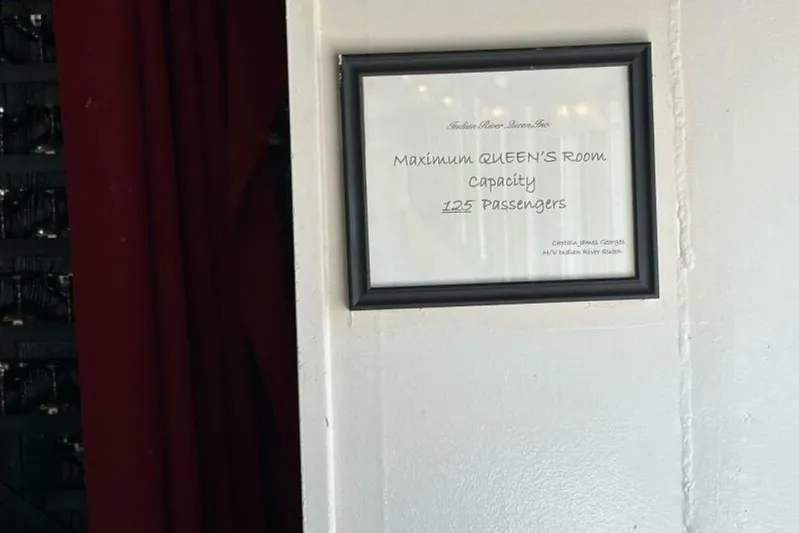 Indian River Queen Inc.
Maximum QUEEN'S Room
Capacity
125 Passengers
Captain James Georges
M/V Indian River Queen